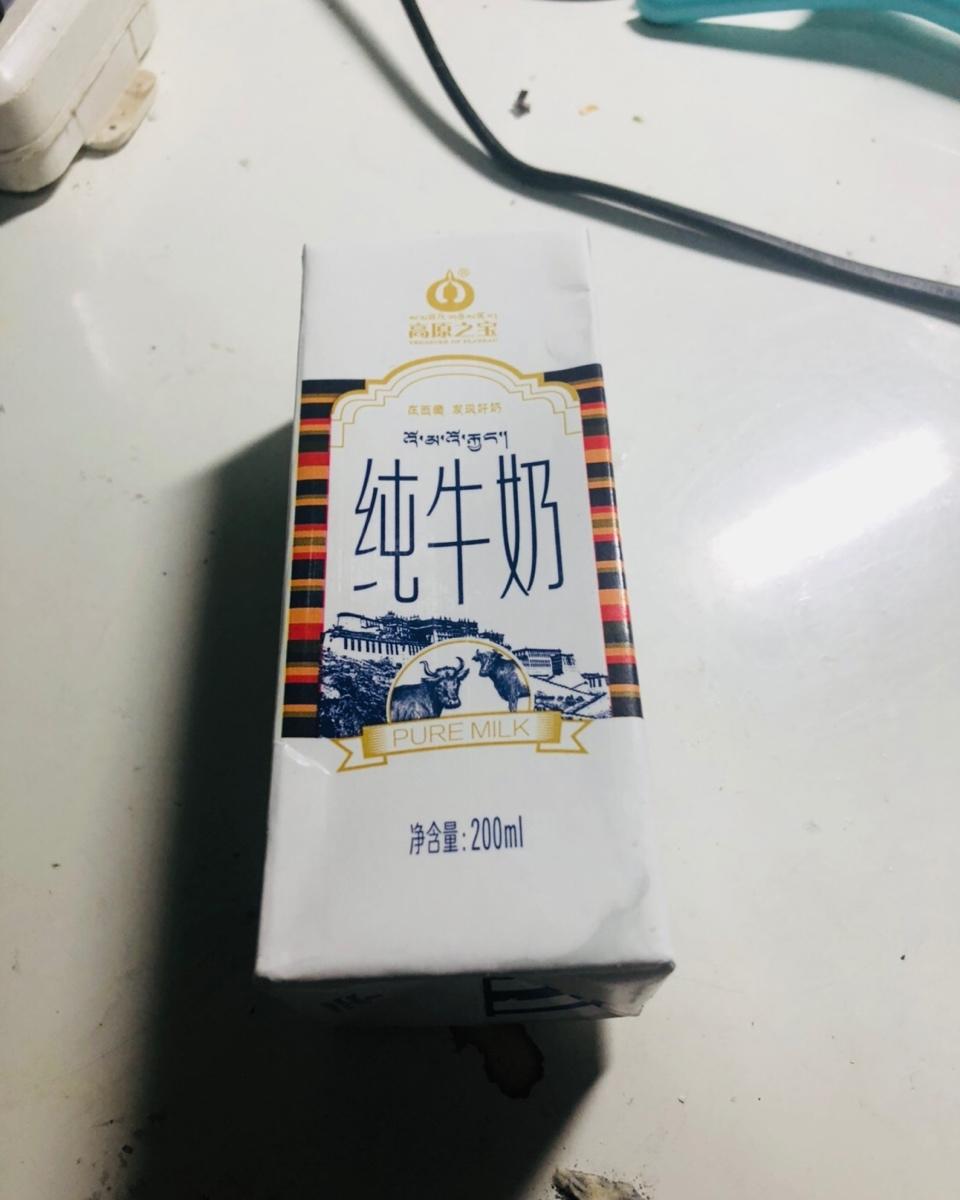 高原之宝
TREASURE OF PLATEAU
在西藏 发现好奶
འོ་མ་འོ་རྐྱང་།
纯牛奶
PURE MILK
净含量:200ml